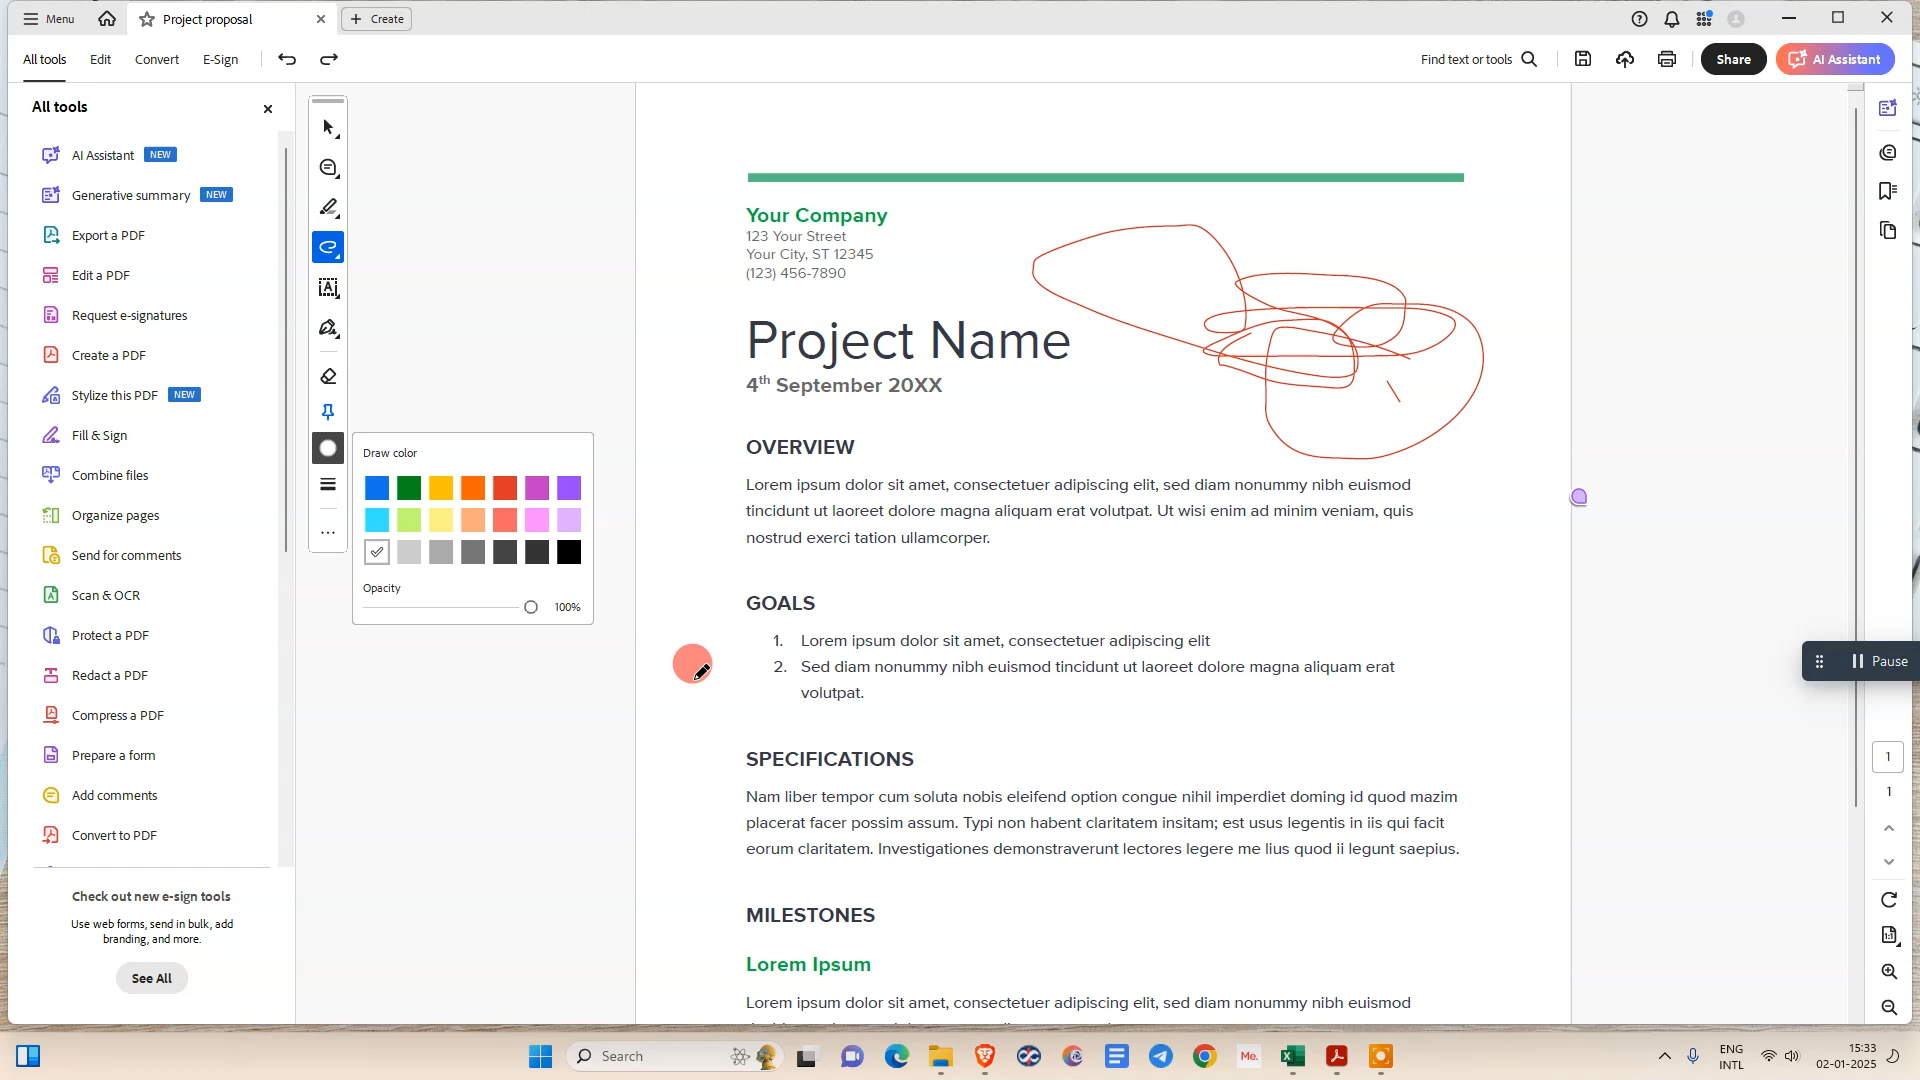 Menu
Project proposal
Create
All tools
Edit
Convert
E-Sign
Find text or tools
Share
AI Assistant
All tools
AI Assistant NEW
Generative summary NEW
Export a PDF
Edit a PDF
Request e-signatures
Create a PDF
Stylize this PDF NEW
Fill & Sign
Combine files
Organize pages
Send for comments
Scan & OCR
Protect a PDF
Redact a PDF
Compress a PDF
Prepare a form
Add comments
Convert to PDF
Check out new e-sign tools
Use web forms, send in bulk, add
branding, and more.
See All
Draw color
Opacity
100%
Your Company
123 Your Street
Your City, ST 12345
(123) 456-7890
Project Name
4th September 20XX
OVERVIEW
Lorem ipsum dolor sit amet, consectetuer adipiscing elit, sed diam nonummy nibh euismod
tincidunt ut laoreet dolore magna aliquam erat volutpat. Ut wisi enim ad minim veniam, quis
nostrud exerci tation ullamcorper.
GOALS
1. Lorem ipsum dolor sit amet, consectetuer adipiscing elit
2. Sed diam nonummy nibh euismod tincidunt ut laoreet dolore magna aliquam erat
volutpat.
SPECIFICATIONS
Nam liber tempor cum soluta nobis eleifend option congue nihil imperdiet doming id quod mazim
placerat facer possim assum. Typi non habent claritatem insitam; est usus legentis in iis qui facit
eorum claritatem. Investigationes demonstraverunt lectores legere me lius quod ii legunt saepius.
MILESTONES
Lorem Ipsum
Lorem ipsum dolor sit amet, consectetuer adipiscing elit, sed diam nonummy nibh euismod
Pause
1
1
Search
Me.
ENG
INTL
15:33
02-01-2025